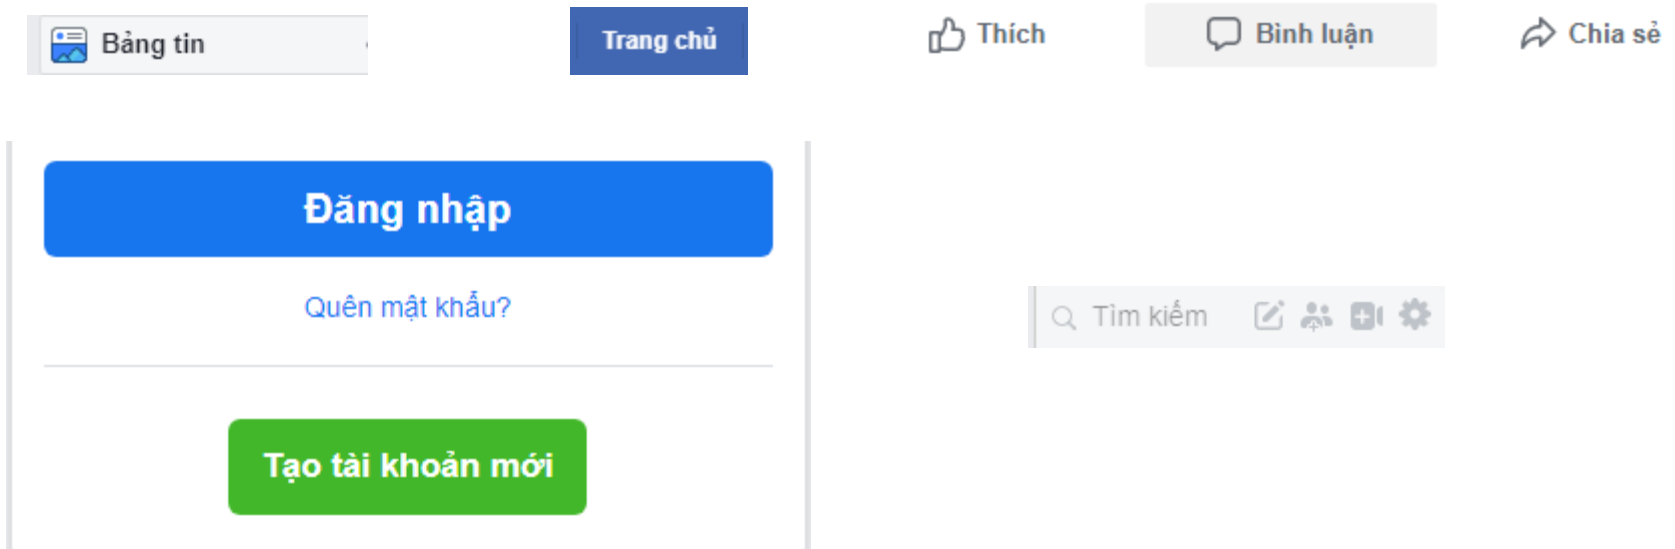 Bảng tin
Trang chủ
Thích
Bình luận
Chia sẻ
Đăng nhập
Quên mật khẩu?
Tìm kiếm
Tạo tài khoản mới